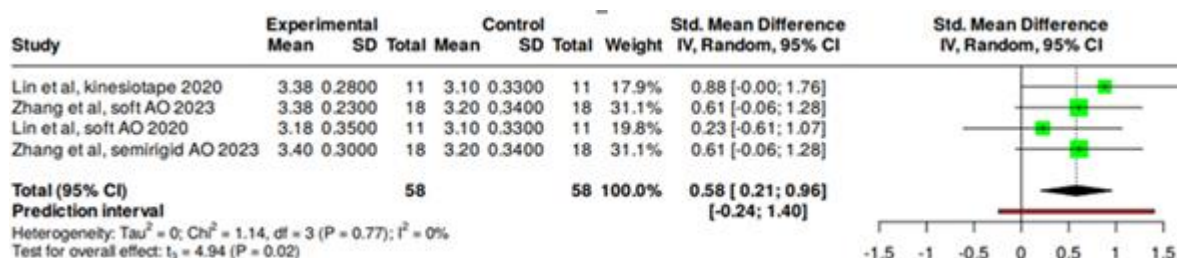 Experimental Control Std. Mean Difference Std. Mean Difference
Study Mean SD Total Mean SD Total Weight IV, Random, 95% CI IV, Random, 95% CI
Lin et al, kinesiotape 2020 3.38 0.2800 11 3.10 0.3300 11 17.9% 0.88 [-0.00; 1.76]
Zhang et al, soft AO 2023 3.38 0.2300 18 3.20 0.3400 18 31.1% 0.61 [-0.06; 1.28]
Lin et al, soft AO 2020 3.18 0.3500 11 3.10 0.3300 11 19.8% 0.23 [-0.61; 1.07]
Zhang et al, semirigid AO 2023 3.40 0.3000 18 3.20 0.3400 18 31.1% 0.61 [-0.06; 1.28]
Total (95% CI) 58 58 100.0% 0.58 [ 0.21; 0.96]
Prediction interval [-0.24; 1.40]
Heterogeneity: Tau² = 0; Chi² = 1.14, df = 3 (P = 0.77); I² = 0%
Test for overall effect: t₃ = 4.94 (P = 0.02) -1.5 -1 -0.5 0 0.5 1 1.5